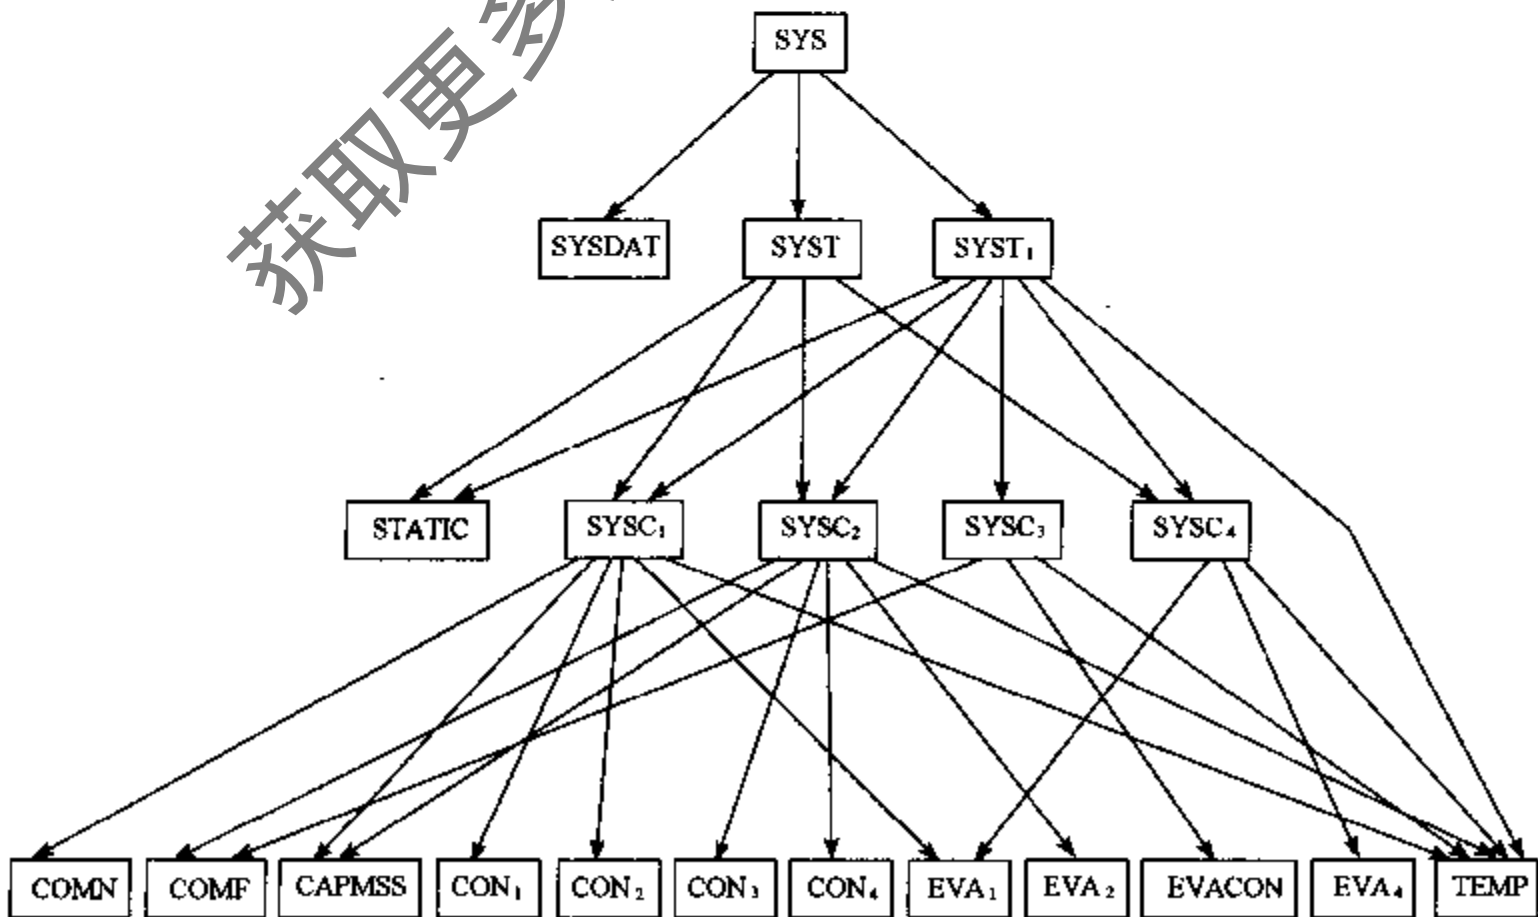 获取更多
SYS
SYSDAT
SYST
SYST₁
STATIC
SYSC₁
SYSC₂
SYSC₃
SYSC₄
COMN
COMF
CAPMSS
CON₁
CON₂
CON₃
CON₄
EVA₁
EVA₂
EVACON
EVA₄
TEMP